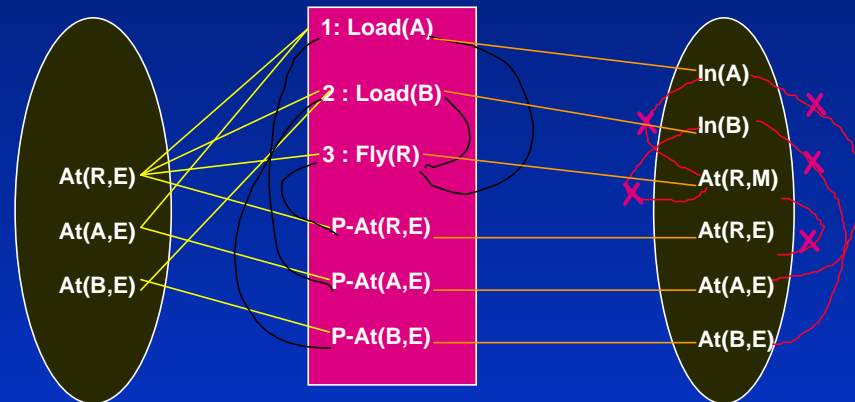 At(R,E)
At(A,E)
At(B,E)
1: Load(A)
2 : Load(B)
3 : Fly(R)
P-At(R,E)
P-At(A,E)
P-At(B,E)
In(A)
In(B)
At(R,M)
At(R,E)
At(A,E)
At(B,E)